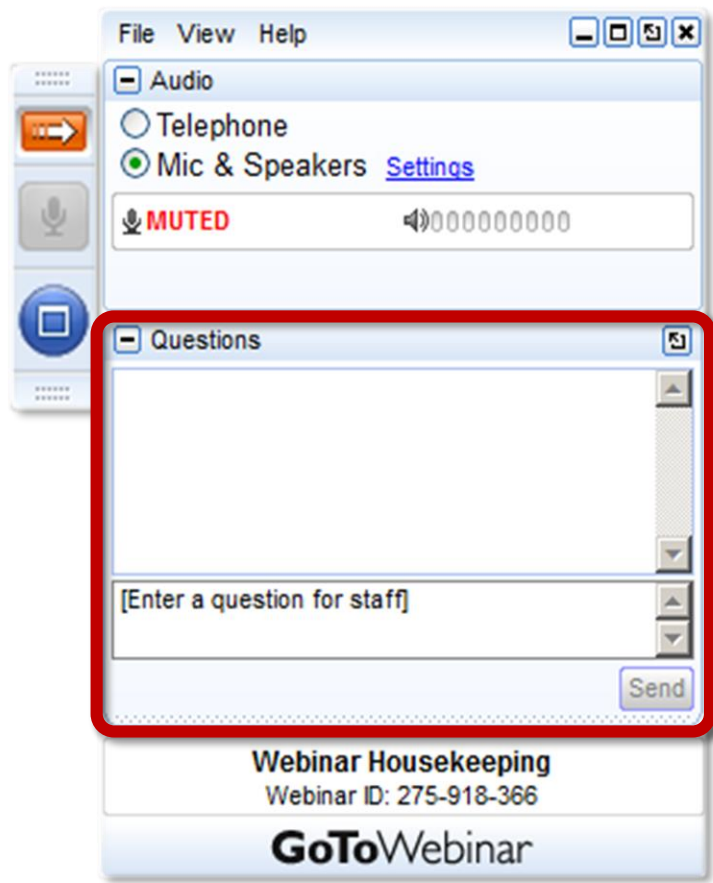 File View Help
Audio
Telephone
Mic & Speakers Settings
MUTED 000000000
Questions
[Enter a question for staff]
Send
Webinar Housekeeping
Webinar ID: 275-918-366
GoToWebinar